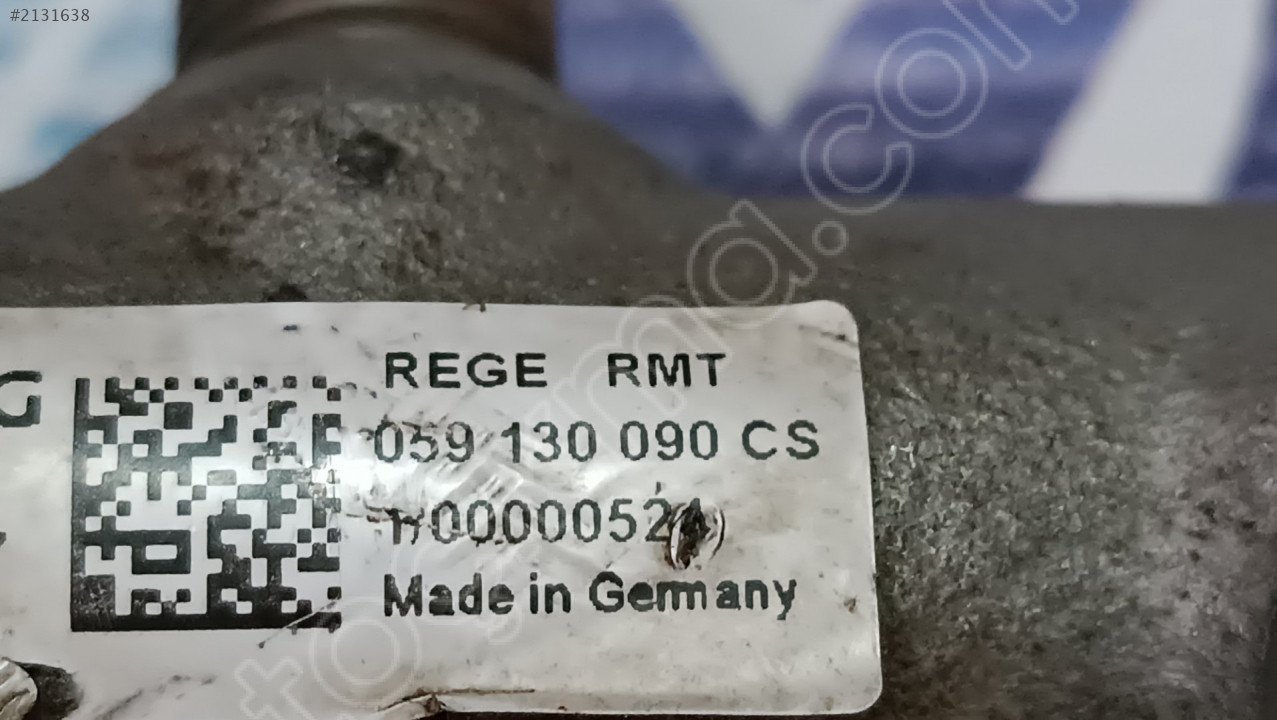 #2131638
G
REGE RMT
059 130 090 CS
Made in Germany